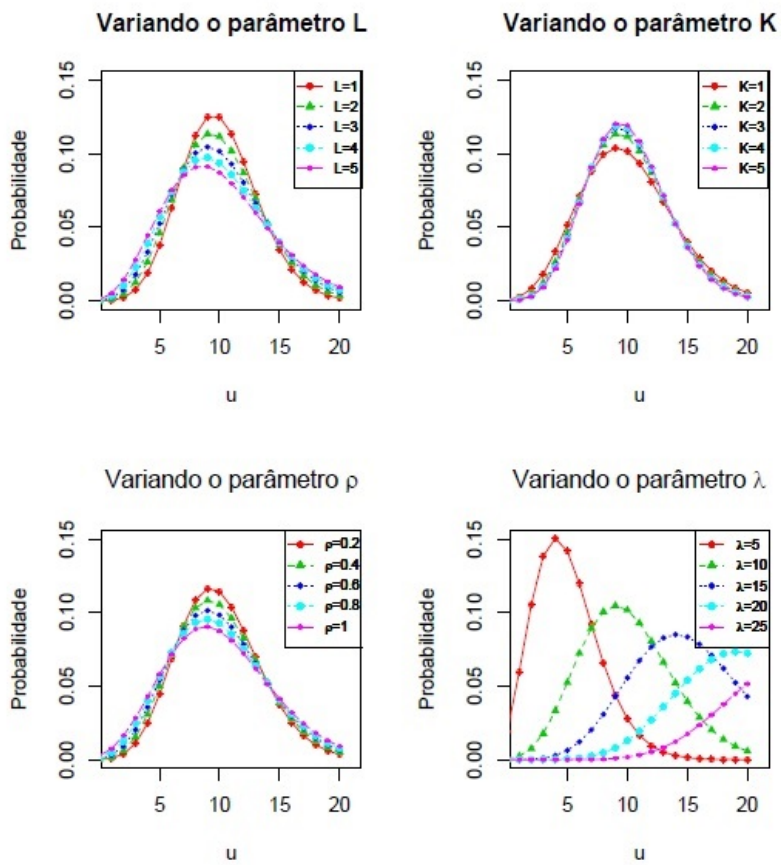 Variando o parâmetro L
Probabilidade
0.15
0.10
0.05
0.00
L=1
L=2
L=3
L=4
L=5
5 10 15 20
u
Variando o parâmetro K
Probabilidade
0.15
0.10
0.05
0.00
K=1
K=2
K=3
K=4
K=5
5 10 15 20
u
Variando o parâmetro ρ
Probabilidade
0.15
0.10
0.05
0.00
ρ=0.2
ρ=0.4
ρ=0.6
ρ=0.8
ρ=1
5 10 15 20
u
Variando o parâmetro λ
Probabilidade
0.15
0.10
0.05
0.00
λ=5
λ=10
λ=15
λ=20
λ=25
5 10 15 20
u